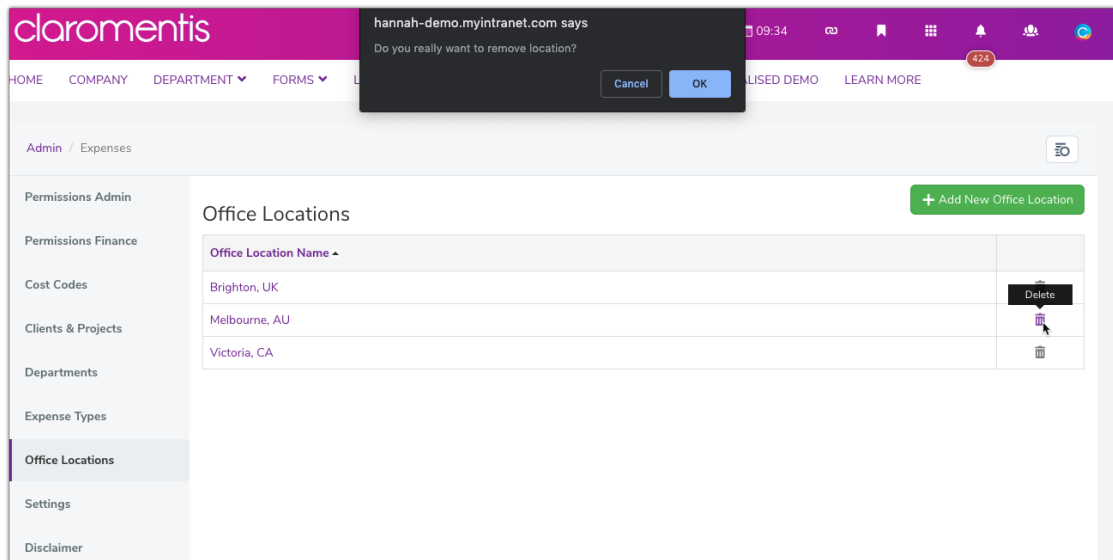 claromentis
hannah-demo.myintranet.com says
Do you really want to remove location?
Cancel OK
09:34
424
HOME COMPANY DEPARTMENT FORMS L ALISED DEMO LEARN MORE
Admin / Expenses
Permissions Admin
Permissions Finance
Cost Codes
Clients & Projects
Departments
Expense Types
Office Locations
Settings
Disclaimer
Office Locations
+ Add New Office Location
Office Location Name
Brighton, UK
Delete
Melbourne, AU
Victoria, CA